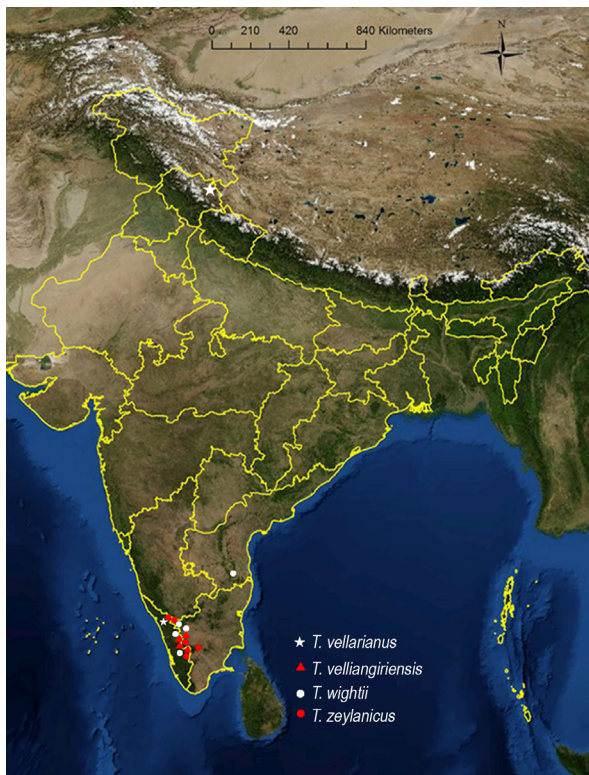 N
0 210 420 840 Kilometers
T. vellarianus
T. velliangiriensis
T. wightii
T. zeylanicus